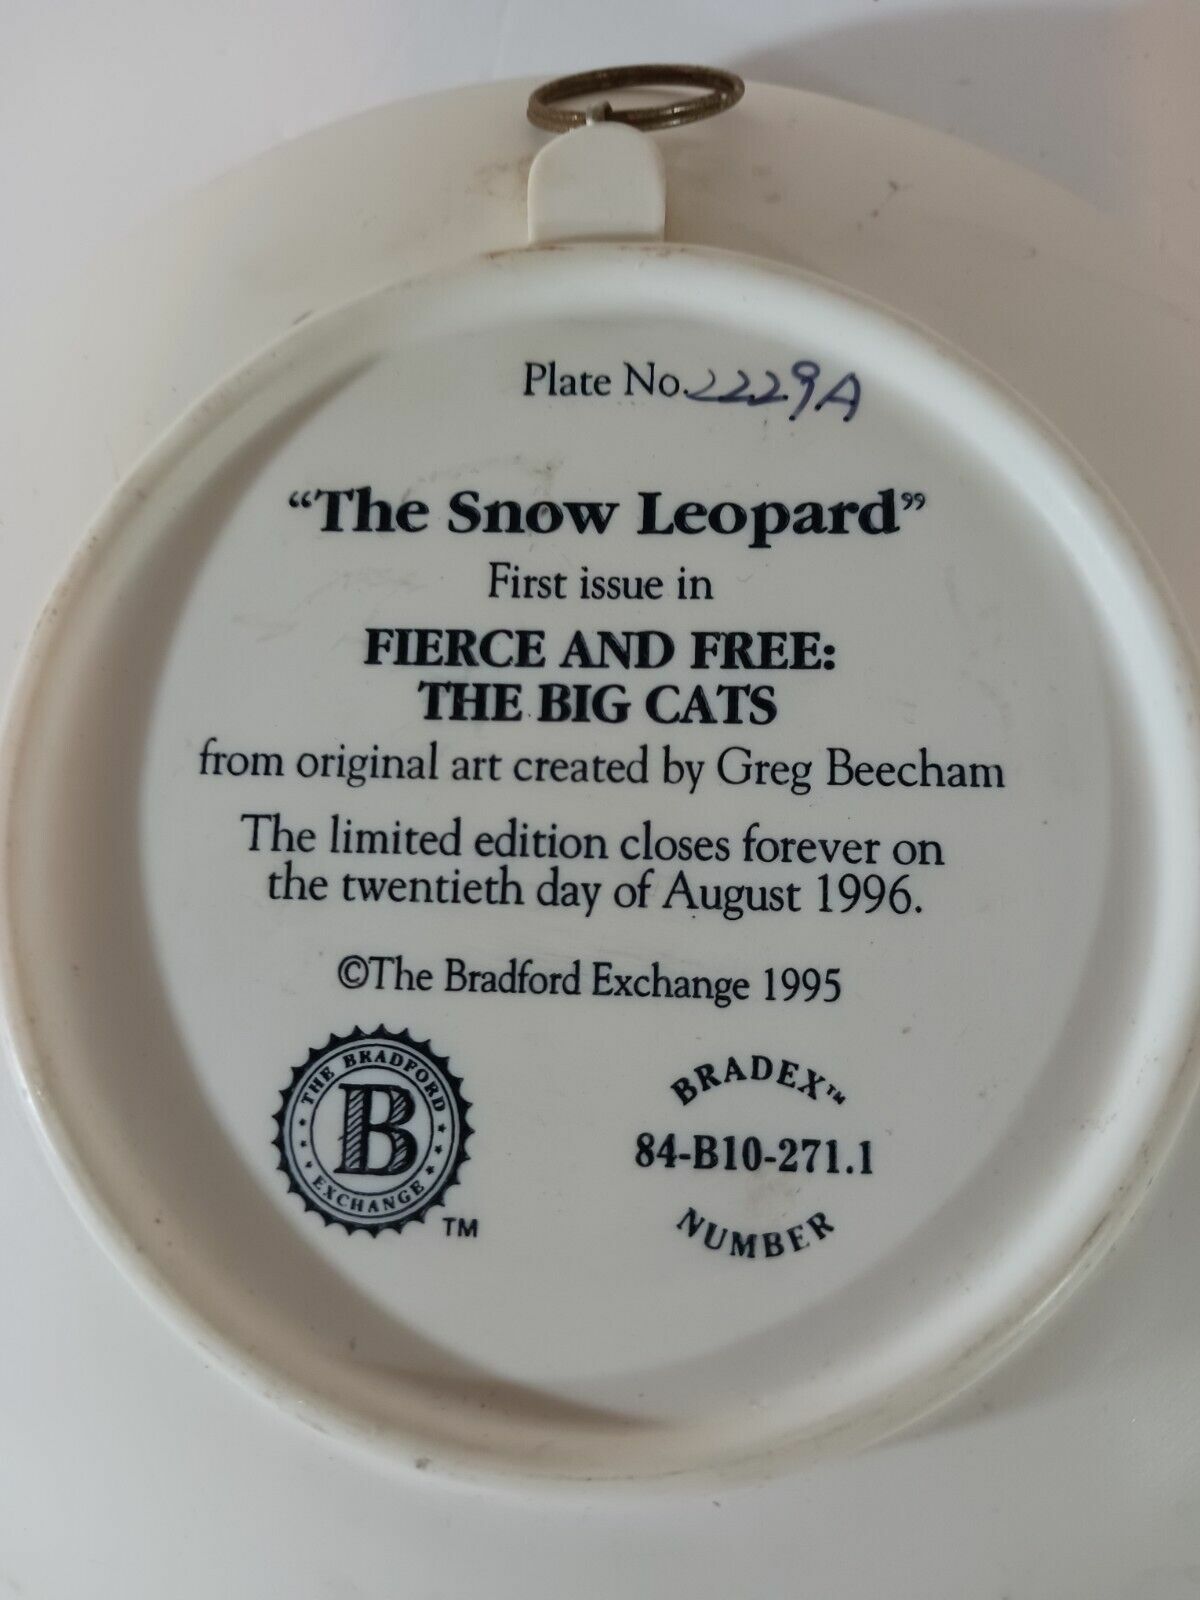 Plate No. 2229A
“The Snow Leopard”
First issue in
FIERCE AND FREE:
THE BIG CATS
from original art created by Greg Beecham
The limited edition closes forever on
the twentieth day of August 1996.
©The Bradford Exchange 1995
THE BRADFORD
B
EXCHANGE
TM
BRADEX™
84-B10-271.1
NUMBER